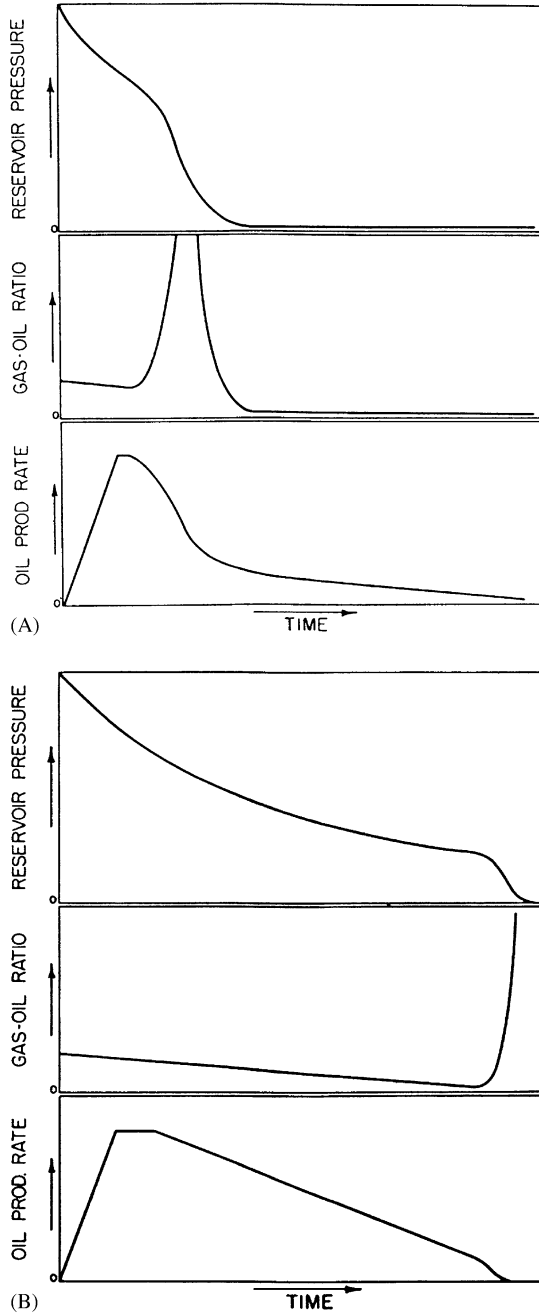 RESERVOIR PRESSURE
0
GAS-OIL RATIO
0
OIL PROD RATE
0
TIME
(A)
RESERVOIR PRESSURE
0
GAS-OIL RATIO
0
OIL PROD. RATE
0
TIME
(B)